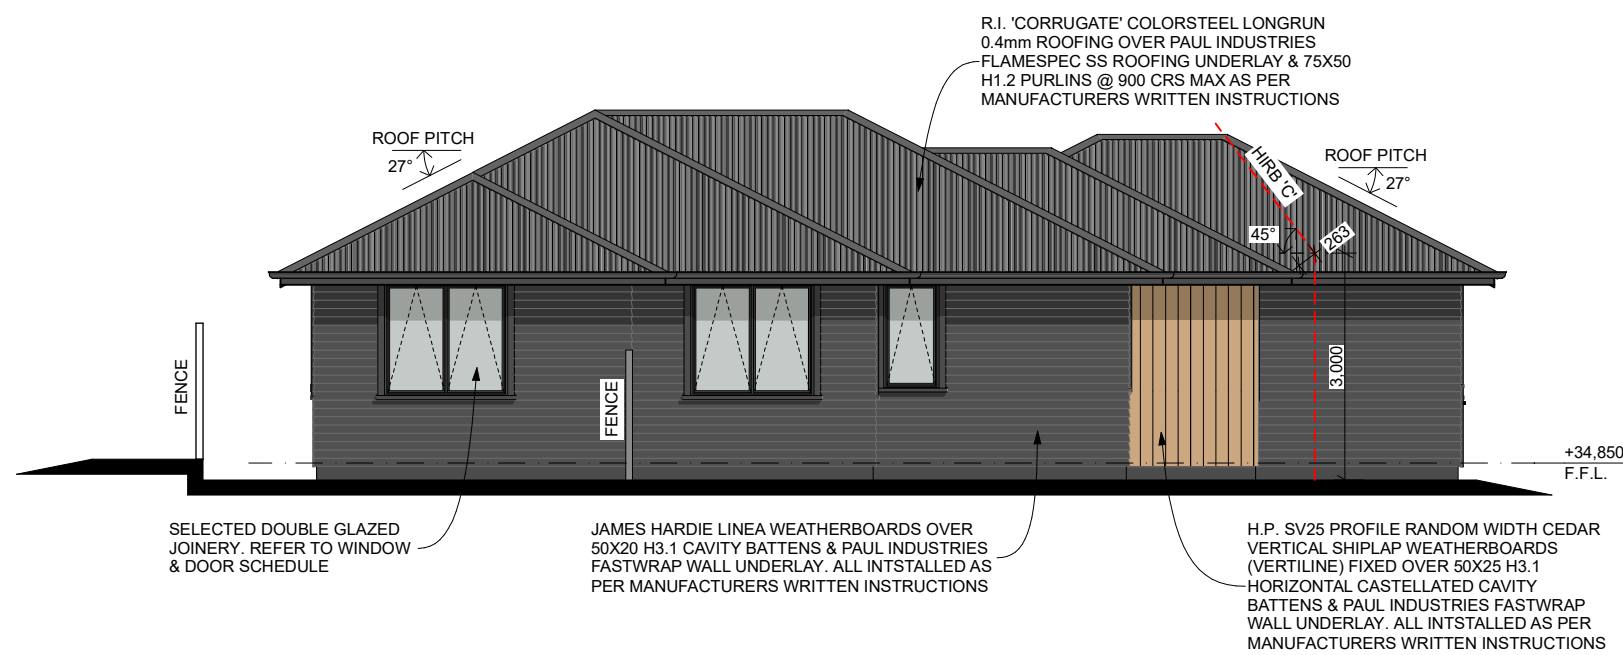 R.I. 'CORRUGATE' COLORSTEEL LONGRUN
0.4mm ROOFING OVER PAUL INDUSTRIES
FLAMESPEC SS ROOFING UNDERLAY & 75X50
H1.2 PURLINS @ 900 CRS MAX AS PER
MANUFACTURERS WRITTEN INSTRUCTIONS
ROOF PITCH
27°
HIRB 'C'
ROOF PITCH
27°
45°
263
3,000
FENCE
FENCE
+34,850
F.F.L.
SELECTED DOUBLE GLAZED
JOINERY. REFER TO WINDOW
& DOOR SCHEDULE
JAMES HARDIE LINEA WEATHERBOARDS OVER
50X20 H3.1 CAVITY BATTENS & PAUL INDUSTRIES
FASTWRAP WALL UNDERLAY. ALL INTSTALLED AS
PER MANUFACTURERS WRITTEN INSTRUCTIONS
H.P. SV25 PROFILE RANDOM WIDTH CEDAR
VERTICAL SHIPLAP WEATHERBOARDS
(VERTILINE) FIXED OVER 50X25 H3.1
HORIZONTAL CASTELLATED CAVITY
BATTENS & PAUL INDUSTRIES FASTWRAP
WALL UNDERLAY. ALL INTSTALLED AS PER
MANUFACTURERS WRITTEN INSTRUCTIONS